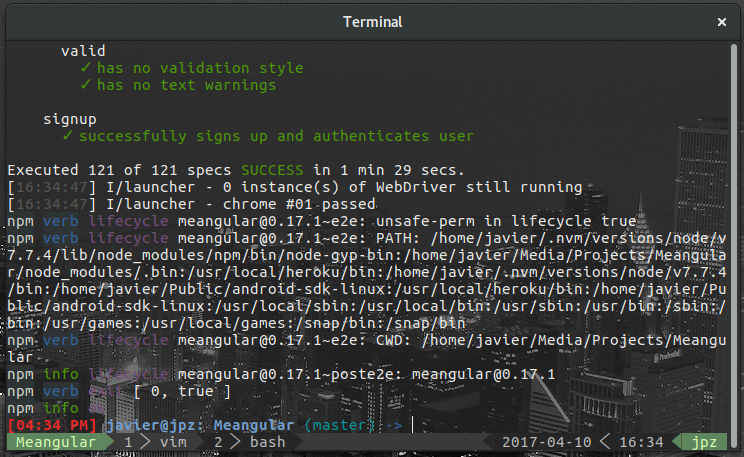 Terminal
valid
✓ has no validation style
✓ has no text warnings
signup
✓ successfully signs up and authenticates user
Executed 121 of 121 specs SUCCESS in 1 min 29 secs.
[16:34:47] I/launcher - 0 instance(s) of WebDriver still running
[16:34:47] I/launcher - chrome #01 passed
npm verb lifecycle meangular@0.17.1~e2e: unsafe-perm in lifecycle true
npm verb lifecycle meangular@0.17.1~e2e: PATH: /home/javier/.nvm/versions/node/v
7.7.4/lib/node_modules/npm/bin/node-gyp-bin:/home/javier/Media/Projects/Meangula
r/node_modules/.bin:/usr/local/heroku/bin:/home/javier/.nvm/versions/node/v7.7.4
/bin:/home/javier/Public/android-sdk-linux:/usr/local/heroku/bin:/home/javier/Pu
blic/android-sdk-linux:/usr/local/sbin:/usr/local/bin:/usr/sbin:/usr/bin:/sbin:/
bin:/usr/games:/usr/local/games:/snap/bin:/snap/bin
npm verb lifecycle meangular@0.17.1~e2e: CWD: /home/javier/Media/Projects/Meangu
lar
npm info lifecycle meangular@0.17.1~poste2e: meangular@0.17.1
npm verb exit [ 0, true ]
npm info ok
[04:34 PM] javier@jpz: Meangular (master) ->
Meangular 1 > vim 2 > bash 2017-04-10 < 16:34 jpz